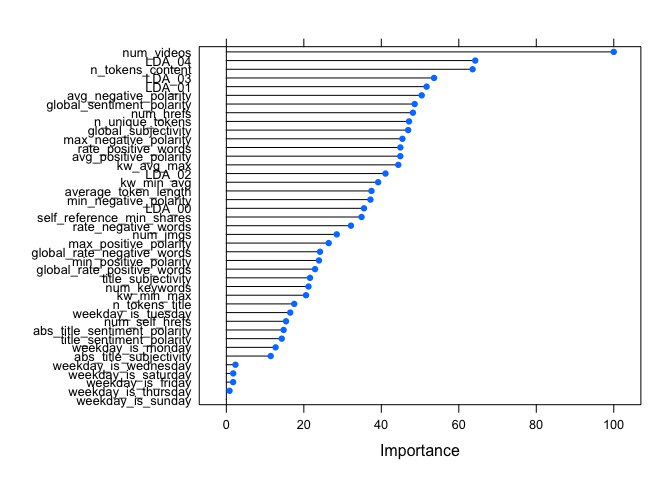 num_videos
LDA_04
n_tokens_content
LDA_03
LDA_01
avg_negative_polarity
global_sentiment_polarity
num_hrefs
n_unique_tokens
global_subjectivity
max_negative_polarity
rate_positive_words
avg_positive_polarity
kw_avg_max
LDA_02
kw_min_avg
average_token_length
min_negative_polarity
LDA_00
self_reference_min_shares
rate_negative_words
num_imgs
max_positive_polarity
global_rate_negative_words
min_positive_polarity
global_rate_positive_words
title_subjectivity
num_keywords
kw_min_max
n_tokens_title
weekday_is_tuesday
num_self_hrefs
abs_title_sentiment_polarity
title_sentiment_polarity
weekday_is_monday
abs_title_subjectivity
weekday_is_wednesday
weekday_is_saturday
weekday_is_friday
weekday_is_thursday
weekday_is_sunday
0 20 40 60 80 100
Importance